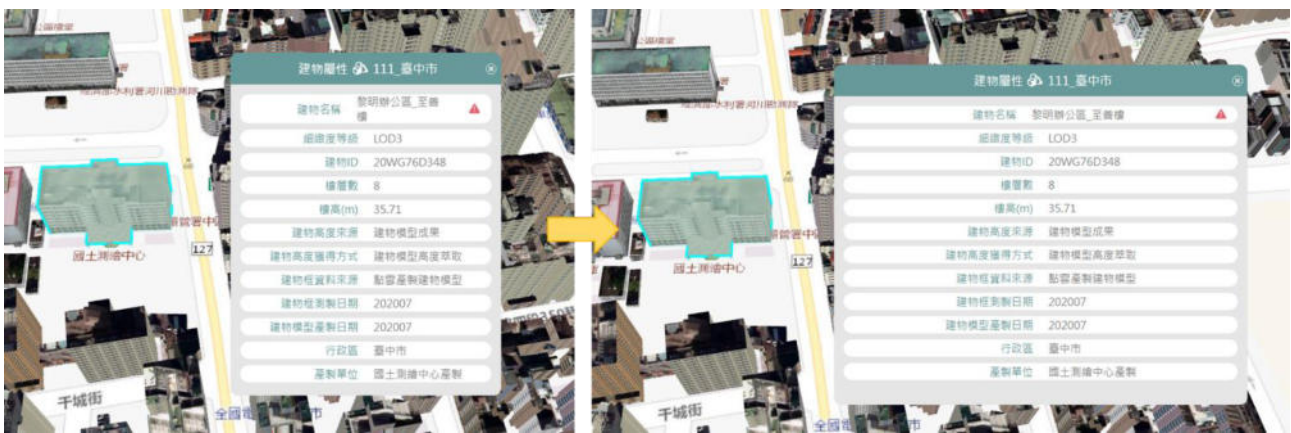 建物屬性 111_臺中市
建物名稱 黎明辦公區_至善
樓
細緻度等級 LOD3
建物ID 20WG76D348
樓層數 8
樓高(m) 35.71
建物高度來源 建物模型成果
建物高度獲得方式 建物模型高度萃取
建物框資料來源 點雲產製建物模型
建物框測製日期 202007
建物模型產製日期 202007
行政區 臺中市
產製單位 國土測繪中心產製
國土測繪中心
127
千城街
全國電
市
建物屬性 111_臺中市
建物名稱 黎明辦公區_至善樓
細緻度等級 LOD3
建物ID 20WG76D348
樓層數 8
樓高(m) 35.71
建物高度來源 建物模型成果
建物高度獲得方式 建物模型高度萃取
建物框資料來源 點雲產製建物模型
建物框測製日期 202007
建物模型產製日期 202007
行政區 臺中市
產製單位 國土測繪中心產製
國土測繪中心
127
千城街
全國電
市